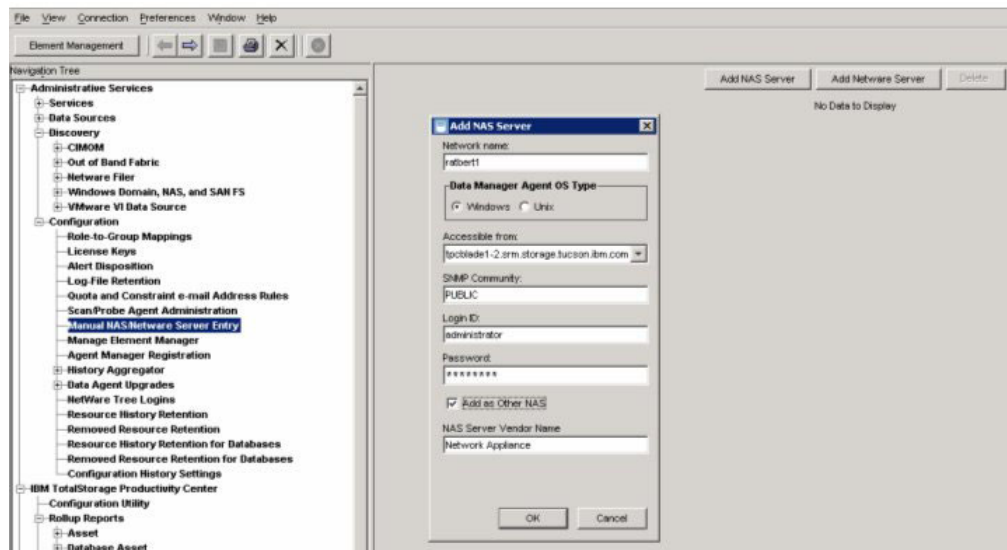 File View Connection Preferences Window Help
Element Management
Navigation Tree
Administrative Services
Services
Data Sources
Discovery
CIMOM
Out of Band Fabric
Netware Filer
Windows Domain, NAS, and SAN FS
VMware VI Data Source
Configuration
Role-to-Group Mappings
License Keys
Alert Disposition
Log-File Retention
Quota and Constraint e-mail Address Rules
Scan/Probe Agent Administration
Manual NAS/Netware Server Entry
Manage Element Manager
Agent Manager Registration
History Aggregator
Data Agent Upgrades
NetWare Tree Logins
Resource History Retention
Removed Resource Retention
Resource History Retention for Databases
Removed Resource Retention for Databases
Configuration History Settings
IBM TotalStorage Productivity Center
Configuration Utility
Rollup Reports
Asset
Database Asset
Add NAS Server Add Netware Server Delete
No Data to Display
Add NAS Server
Network name:
ratbert1
Data Manager Agent OS Type
Windows Unix
Accessible from:
tpcblade1-2.srm.storage.tucson.ibm.com
SNMP Community:
PUBLIC
Login ID:
administrator
Password:
********
Add as Other NAS
NAS Server Vendor Name
Network Appliance
OK Cancel